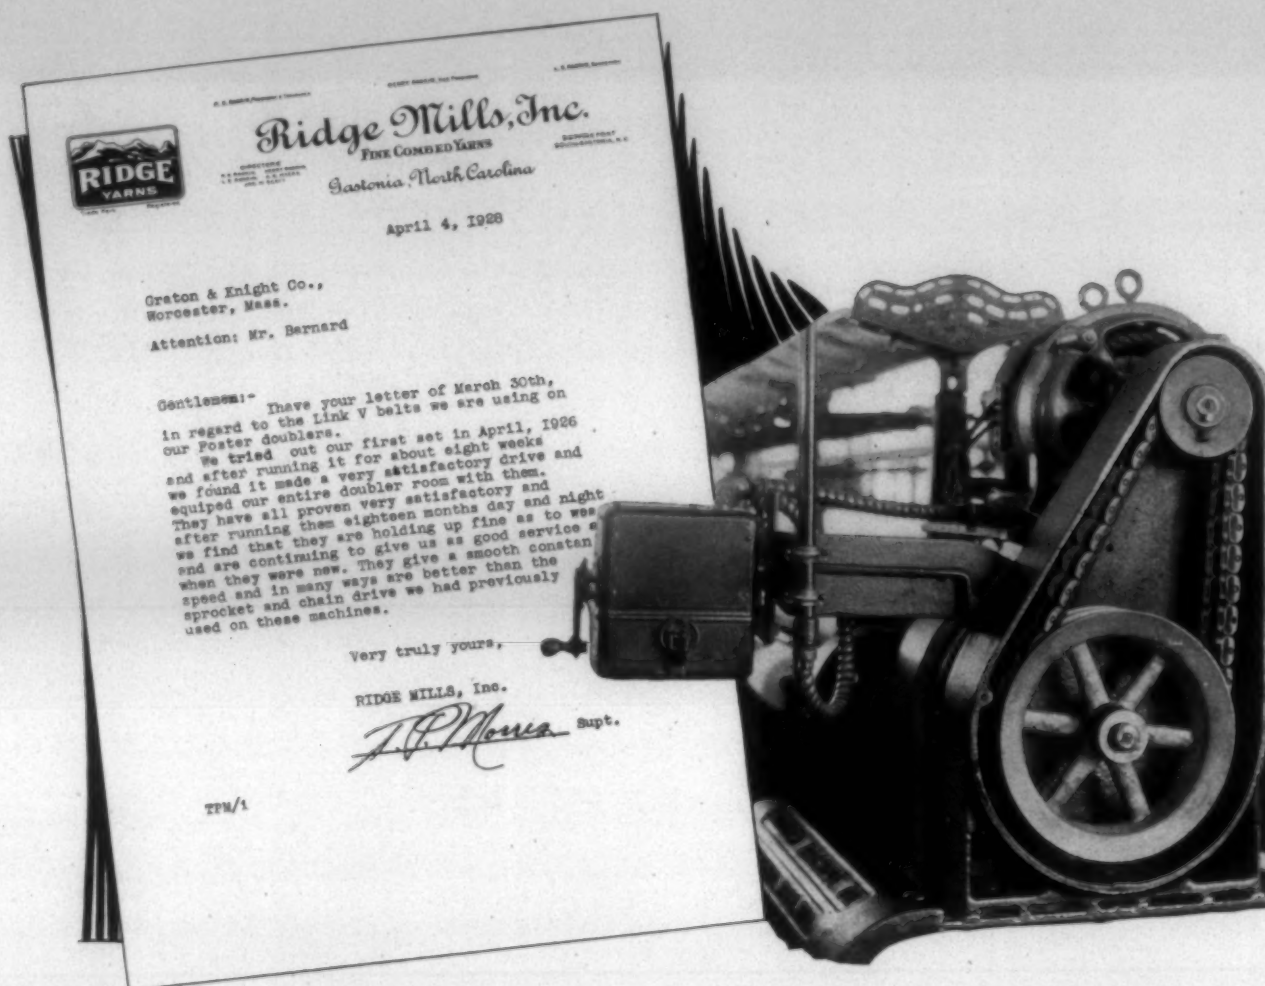 Ridge Mills, Inc.
FINE COMBED YARNS
Gastonia, North Carolina
RIDGE
YARNS
DIRECTORS
April 4, I928
Graton & Knight Co.,
Worcester, Mass.
Attention: Mr. Barnard
Gentlemen:-
Ihave your letter of March 30th,
in regard to the Link V belts we are using on
our Foster doublers.
We tried out our first set in April, I926
and after running it for about eight weeks
we found it made a very satisfactory drive and
equiped our entire doubler room with them.
They have all proven very satisfactory and
after running them eighteen months day and night
we find that they are holding up fine as to wea
and are continuing to give us as good service a
when they were new. They give a smooth constan
speed and in many ways are better than the
sprocket and chain drive we had previously
used on these machines.
Very truly yours,
RIDGE MILLS, Inc.
T. P. Morris Supt.
TPM/1